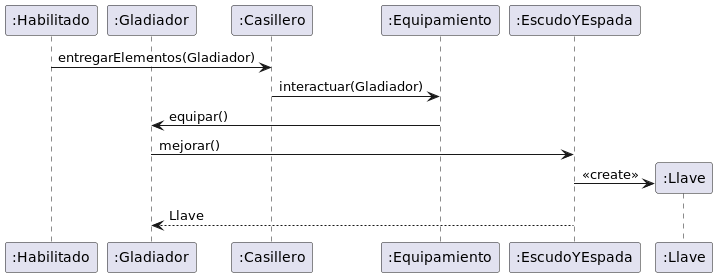 :Habilitado :Gladiador :Casillero :Equipamiento :EscudoYEspada
entregarElementos(Gladiador)
interactuar(Gladiador)
equipar()
mejorar()
«create»
:Llave
Llave
:Habilitado :Gladiador :Casillero :Equipamiento :EscudoYEspada :Llave